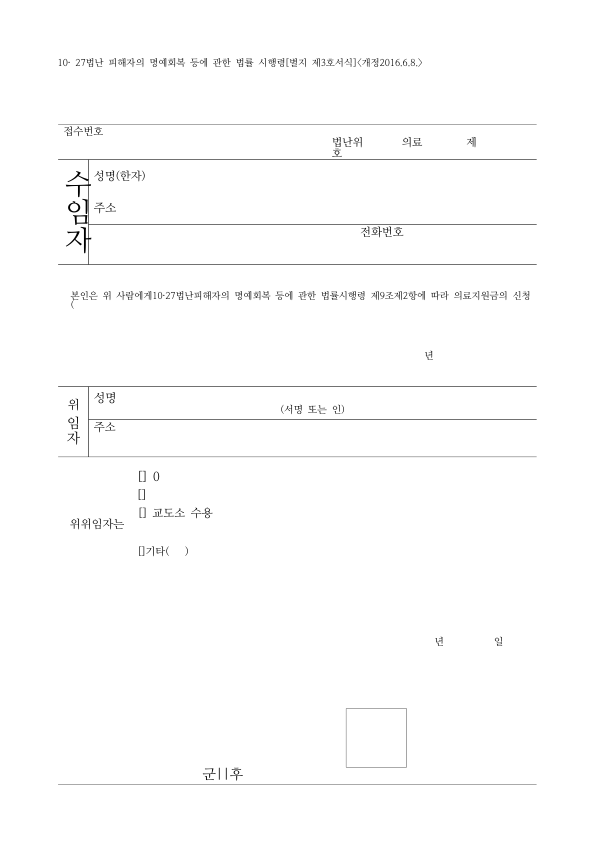 10- 27법난 피해자의 명예회복 등에 관한 법률 시행령[별지 제3호서식]<개정2016.6.8.>
접수번호
법난위 의료 제
호
수임자
성명(한자)
주소
전화번호
본인은 위 사람에게10-27법난피해자의 명예회복 등에 관한 법률시행령 제9조제2항에 따라 의료지원금의 신청
(
년
위임자
성명
(서명 또는 인)
주소
[] 0
[]
[] 교도소 수용
위위임자는
[]기타( )
년 일
군||후